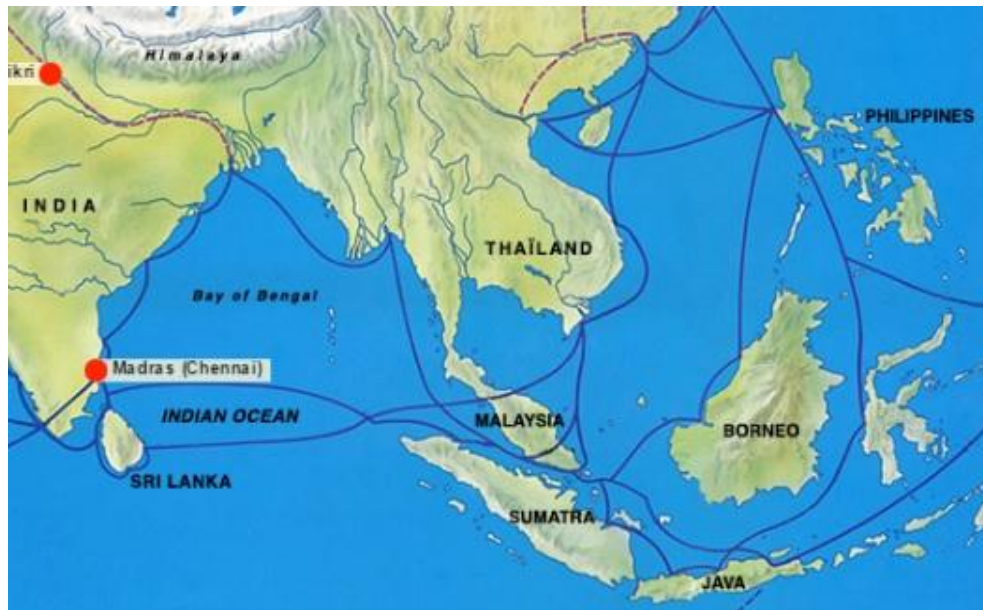 Himalaya
ikri
PHILIPPINES
INDIA
THAÏLAND
Bay of Bengal
Madras (Chennai)
INDIAN OCEAN
MALAYSIA
BORNEO
SRI LANKA
SUMATRA
JAVA